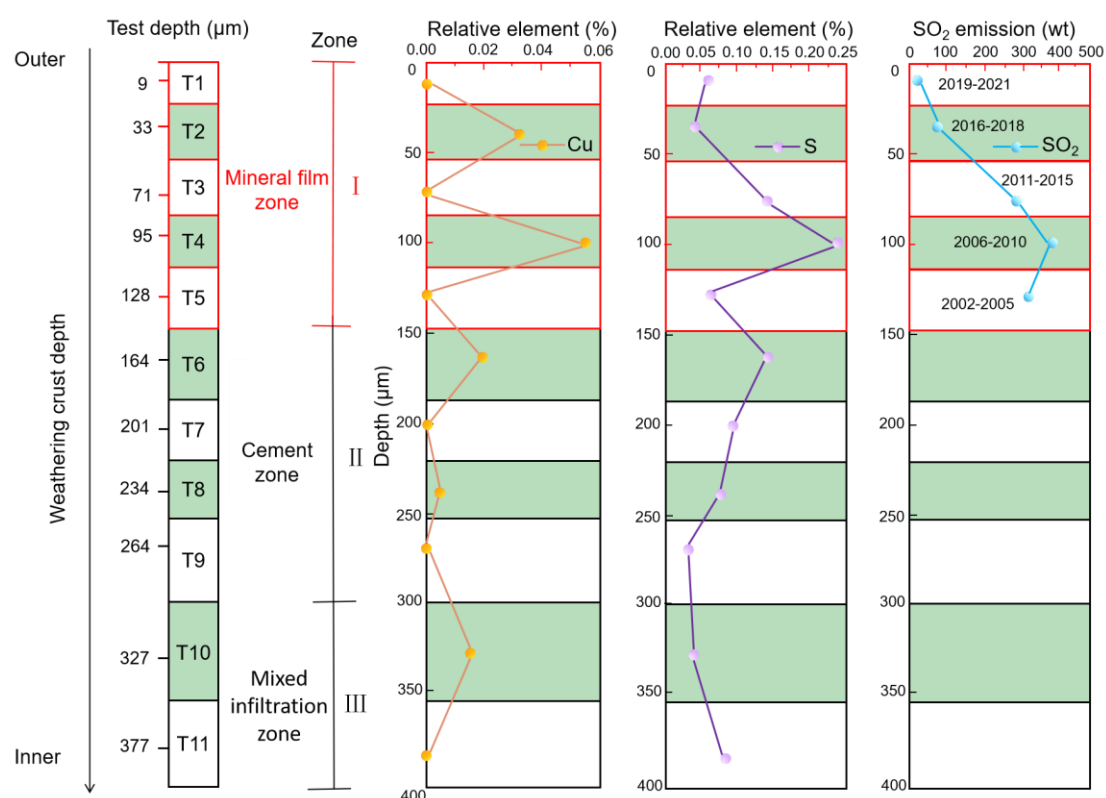 Test depth (μm)
Zone
Relative element (%)
Relative element (%)
SO₂ emission (wt)
0.00 0.02 0.04 0.06
0.00 0.05 0.10 0.15 0.20 0.25
0 100 200 300 400 500
Outer
Inner
Weathering crust depth
9 T1
33 T2
71 T3
95 T4
128 T5
164 T6
201 T7
234 T8
264 T9
327 T10
377 T11
Mineral film
zone
I
Cement
zone
II
Mixed
infiltration
zone
III
Depth (μm)
0
50
100
150
200
250
300
350
400
Cu
0
50
100
150
200
250
300
350
400
S
0
50
100
150
200
250
300
350
400
2019-2021
2016-2018
SO₂
2011-2015
2006-2010
2002-2005